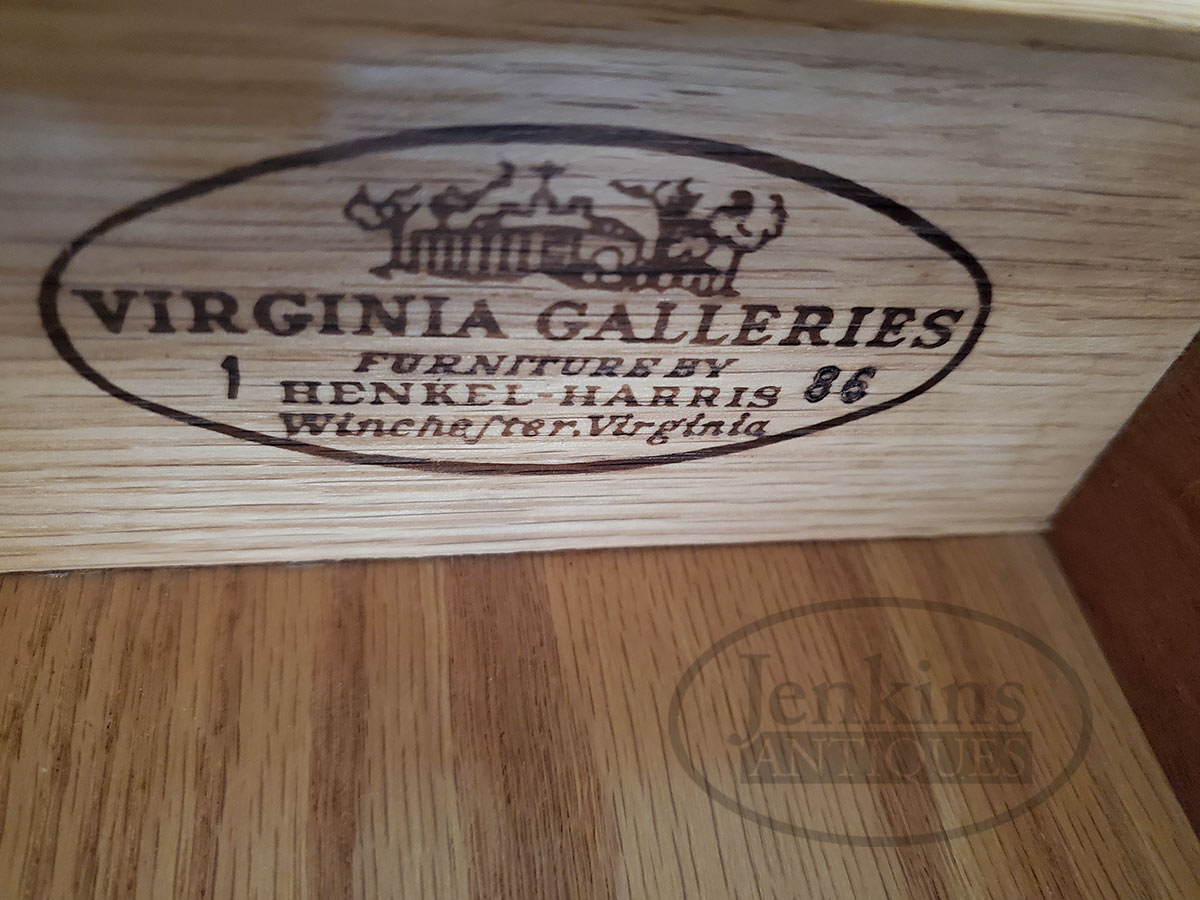 VIRGINIA GALLERIES
FURNITURE BY
1 HENKEL-HARRIS 86
Wincheſter, Virginia
Jenkins
ANTIQUES